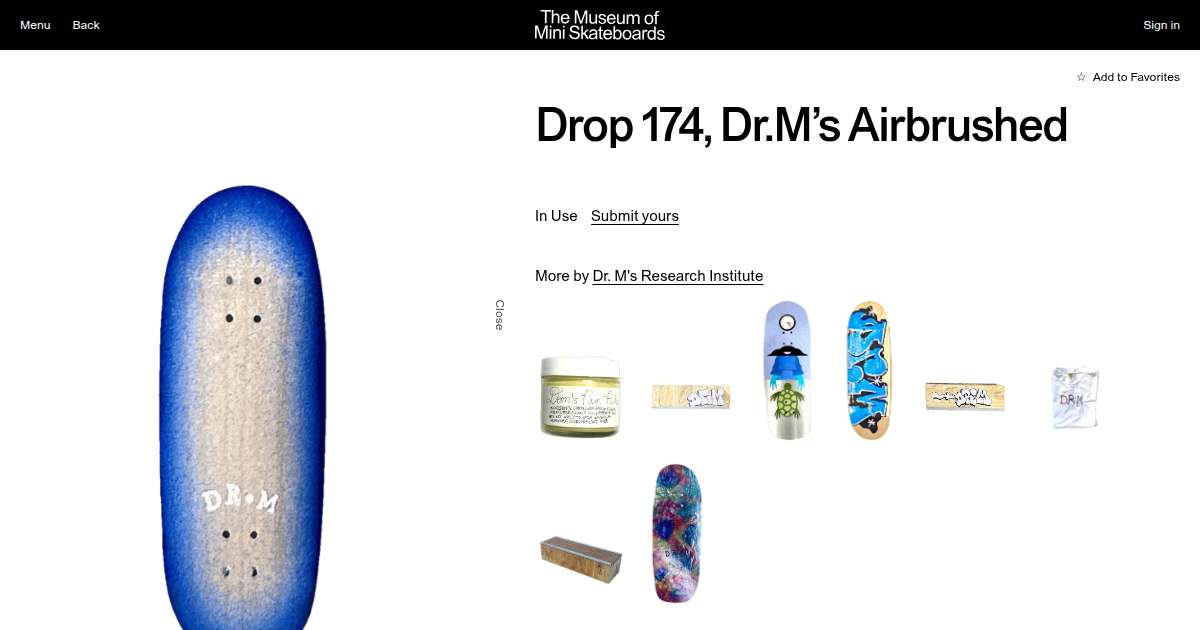 Menu
Back
The Museum of
Mini Skateboards
Sign in
☆ Add to Favorites
Drop 174, Dr.M’s Airbrushed
In Use
Submit yours
More by Dr. M's Research Institute
Close
DR•M
DRM